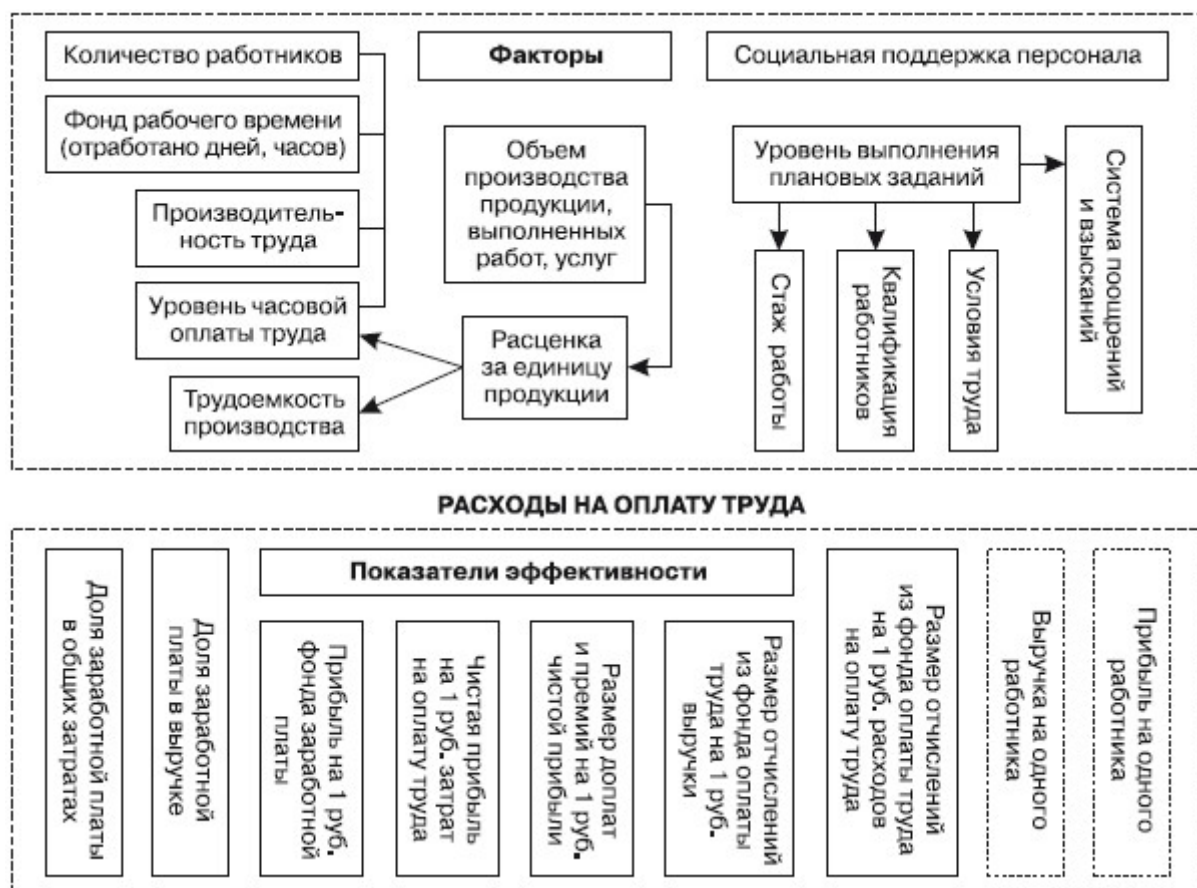 Количество работников
Факторы
Социальная поддержка персонала
Фонд рабочего времени
(отработано дней, часов)
Объем
производства
продукции,
выполненных
работ, услуг
Уровень выполнения
плановых заданий
Система поощрений
и взысканий
Производитель-
ность труда
Уровень часовой
оплаты труда
Расценка
за единицу
продукции
Трудоемкость
производства
Стаж работы
Квалификация
работников
Условия труда
РАСХОДЫ НА ОПЛАТУ ТРУДА
Доля заработной платы
в общих затратах
Доля заработной
платы в выручке
Показатели эффективности
Прибыль на 1 руб.
фонда заработной
платы
Чистая прибыль
на 1 руб. затрат
на оплату труда
Размер доплат
и премий на 1 руб.
чистой прибыли
Размер отчислений
из фонда оплаты
труда на 1 руб.
выручки
Размер отчислений
из фонда оплаты труда
на 1 руб. расходов
на оплату труда
Выручка на одного
работника
Прибыль на одного
работника